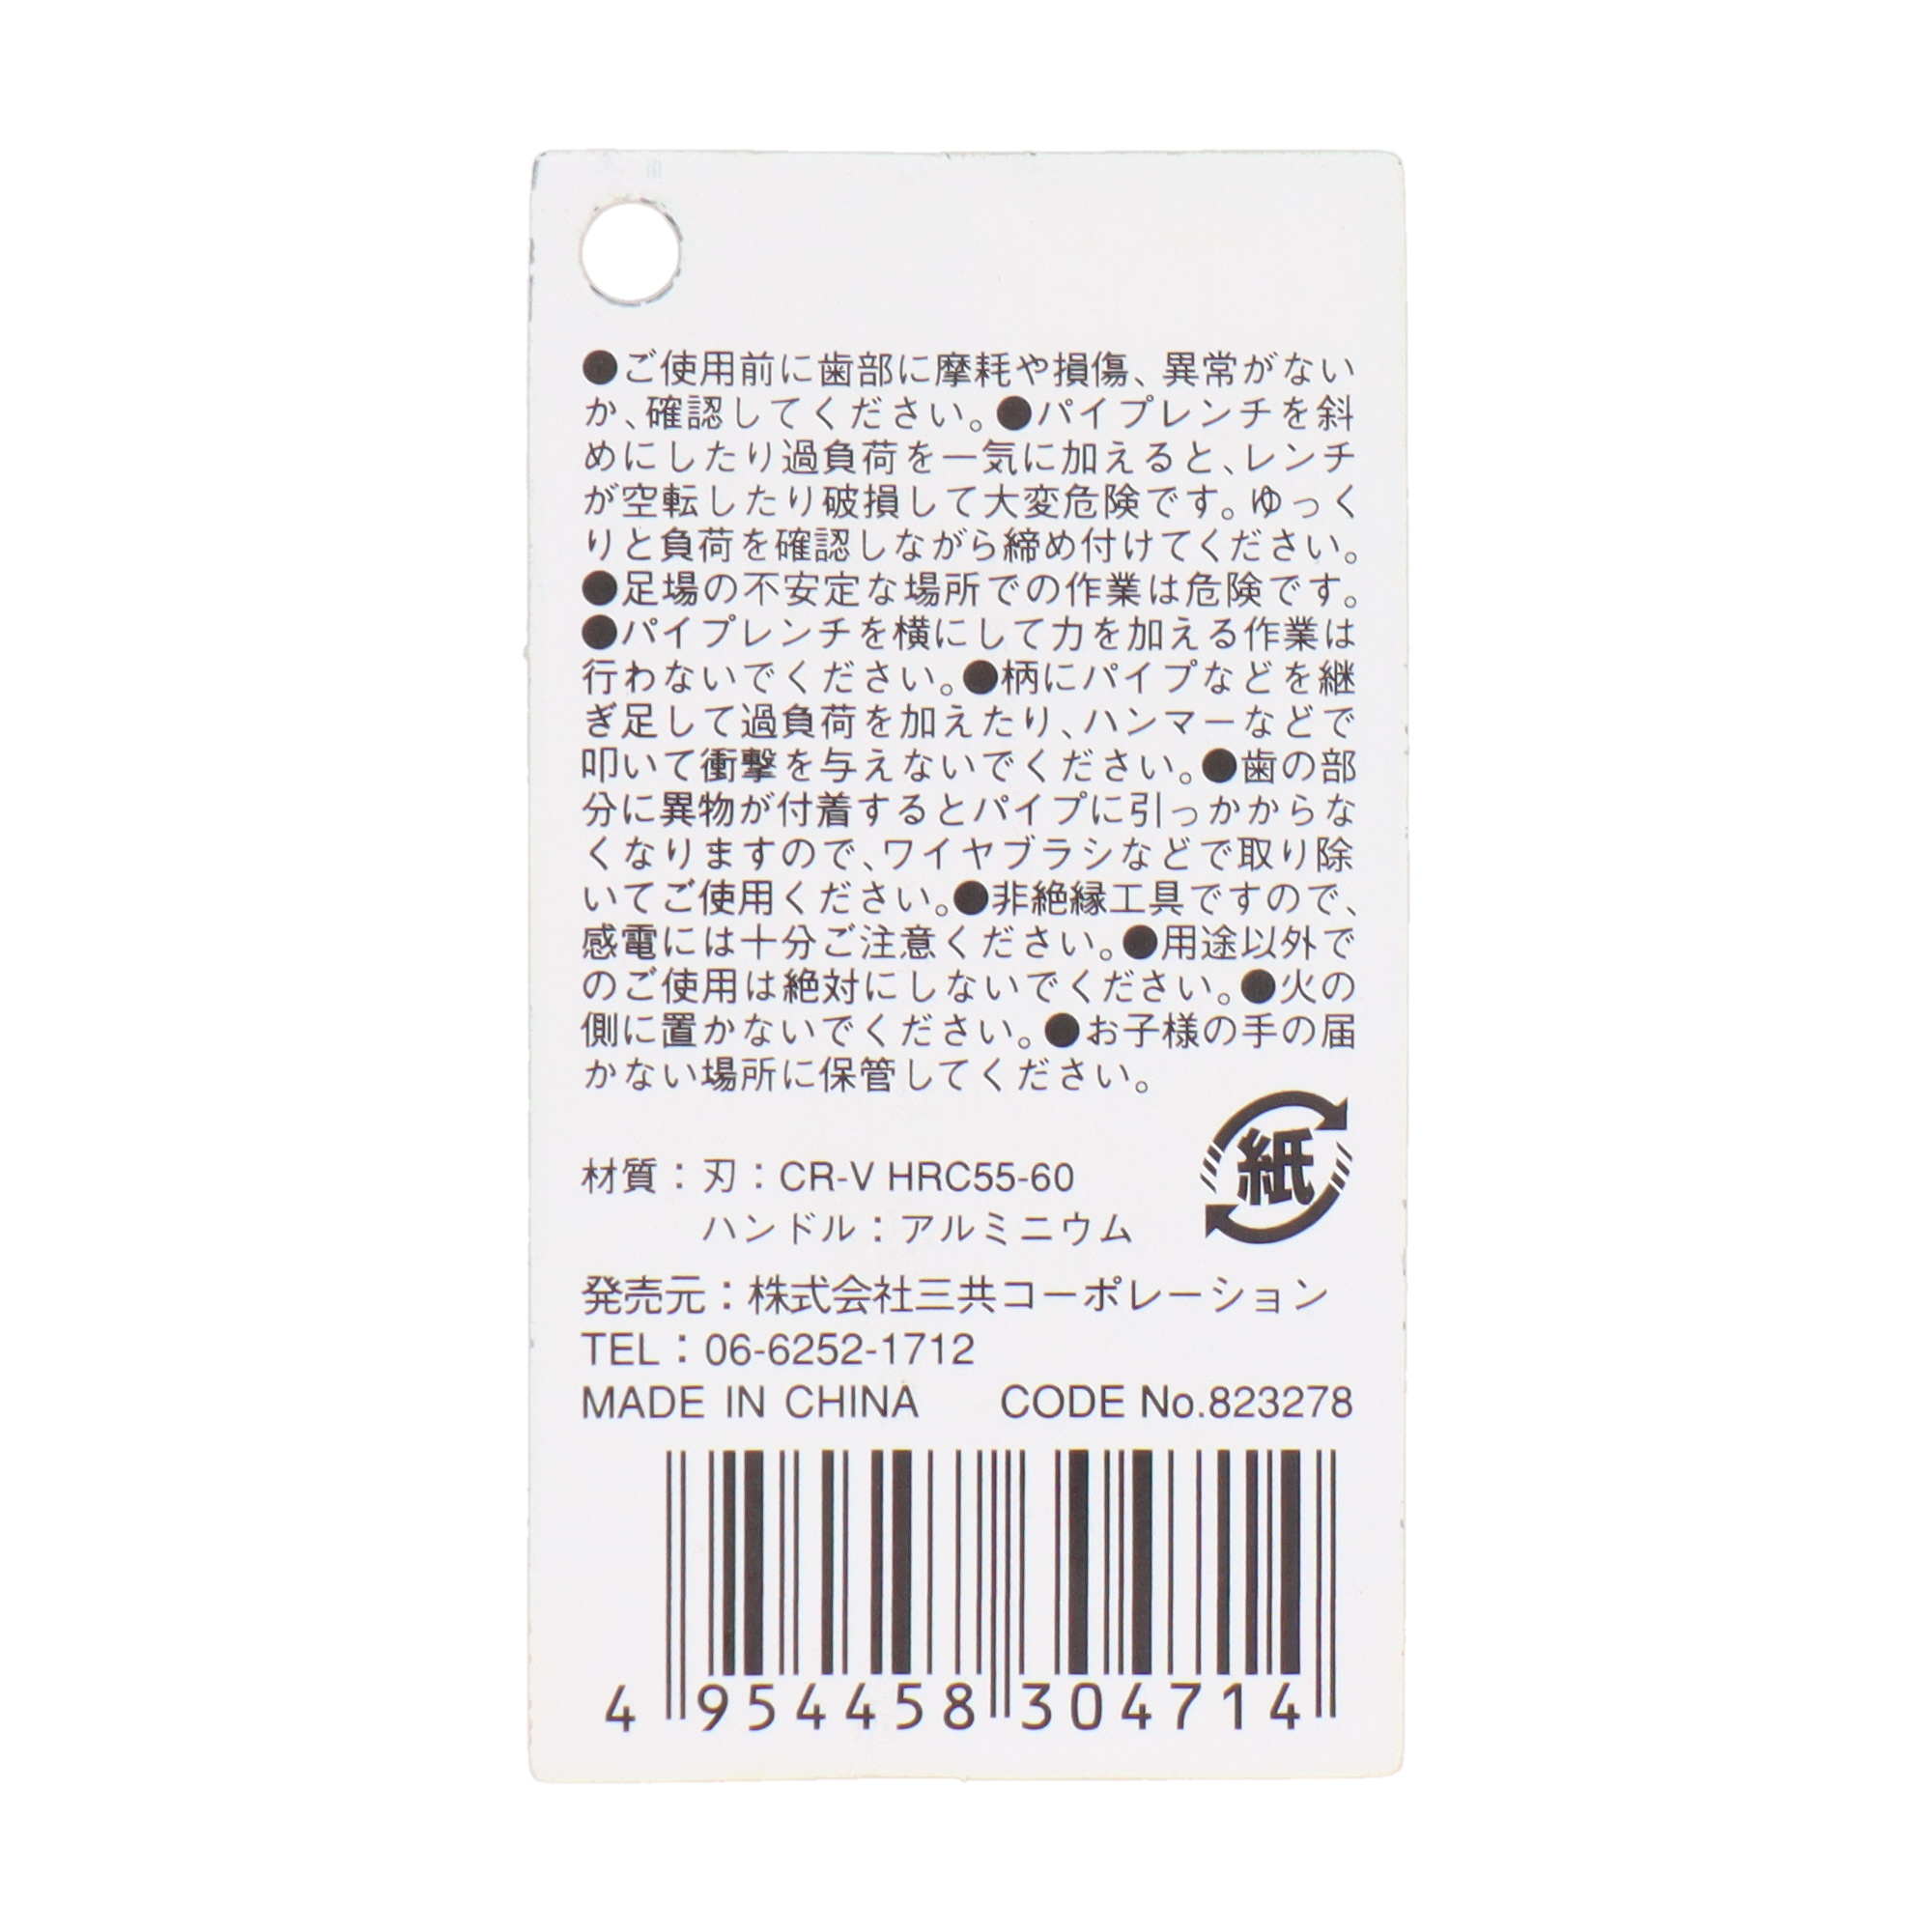 ●ご使用前に歯部に摩耗や損傷、異常がない
か、確認してください。●パイプレンチを斜
めにしたり過負荷を一気に加えると、レンチ
が空転したり破損して大変危険です。ゆっく
りと負荷を確認しながら締め付けてください。
●足場の不安定な場所での作業は危険です。
●パイプレンチを横にして力を加える作業は
行わないでください。●柄にパイプなどを継
ぎ足して過負荷を加えたり、ハンマーなどで
叩いて衝撃を与えないでください。●歯の部
分に異物が付着するとパイプに引っかからな
くなりますので、ワイヤブラシなどで取り除
いてご使用ください。●非絶縁工具ですので、
感電には十分ご注意ください。●用途以外で
のご使用は絶対にしないでください。●火の
側に置かないでください。●お子様の手の届
かない場所に保管してください。
紙
材質：刃：CR-V HRC55-60
ハンドル：アルミニウム
発売元：株式会社三共コーポレーション
TEL：06-6252-1712
MADE IN CHINA CODE No.823278
4 954458 304714